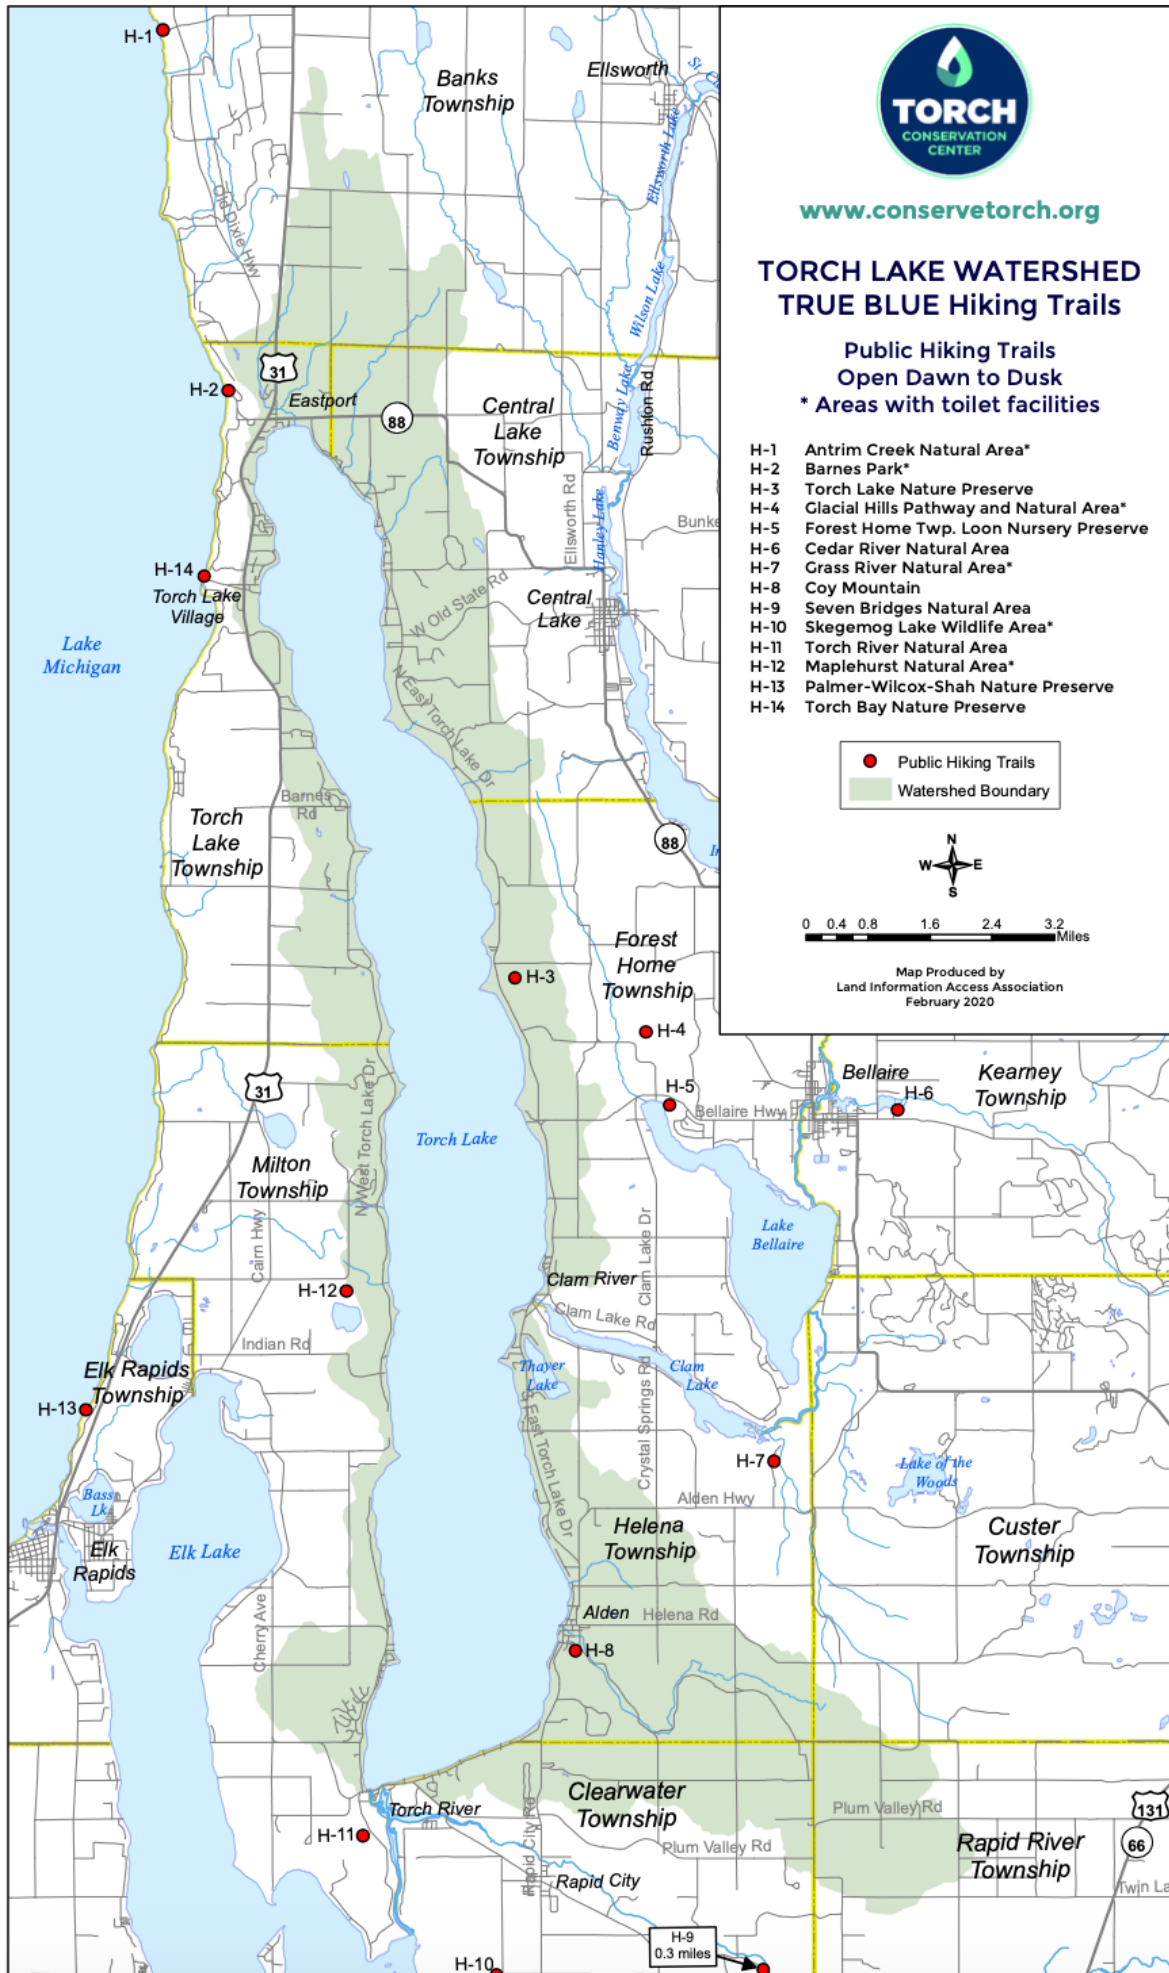 TORCH
CONSERVATION
CENTER
www.conservetorch.org
TORCH LAKE WATERSHED
TRUE BLUE Hiking Trails
Public Hiking Trails
Open Dawn to Dusk
* Areas with toilet facilities
H-1 Antrim Creek Natural Area*
H-2 Barnes Park*
H-3 Torch Lake Nature Preserve
H-4 Glacial Hills Pathway and Natural Area*
H-5 Forest Home Twp. Loon Nursery Preserve
H-6 Cedar River Natural Area
H-7 Grass River Natural Area*
H-8 Coy Mountain
H-9 Seven Bridges Natural Area
H-10 Skegemog Lake Wildlife Area*
H-11 Torch River Natural Area
H-12 Maplehurst Natural Area*
H-13 Palmer-Wilcox-Shah Nature Preserve
H-14 Torch Bay Nature Preserve
Public Hiking Trails
Watershed Boundary
N
W E
S
0 0.4 0.8 1.6 2.4 3.2
Miles
Map Produced by
Land Information Access Association
February 2020
H-1
Banks
Township
Ellsworth
St. C
Ellsworth Lake
Old Dixie Hwy
Wilson Lake
31
H-2
Eastport
88
Central
Lake
Township
Benway Lake
Rushton Rd
Ellsworth Rd
Hanley Lake
Bunke
H-14
Torch Lake
Village
W Old State Rd
Central
Lake
Lake
Michigan
N East Torch Lake Dr
Barnes
Rd
Torch
Lake
Township
88
In
Forest
Home
Township
H-3
H-4
31
H-5
Bellaire Hwy
Bellaire
H-6
Kearney
Township
N West Torch Lake Dr
Torch Lake
Milton
Township
Cairn Hwy
Clam Lake Dr
Lake
Bellaire
H-12
Clam River
Clam Lake Rd
Indian Rd
Elk Rapids
Township
Thayer
Lake
Clam
Lake
Crystal Springs Rd
H-13
S East Torch Lake Dr
H-7
Lake of the
Woods
Bass
Lk
Alden Hwy
Elk
Rapids
Elk Lake
Helena
Township
Custer
Township
Cherry Ave
Alden
Helena Rd
H-8
Clearwater
Township
Torch River
Plum Valley Rd
131
H-11
Rapid City Rd
Plum Valley Rd
Rapid River
Township
66
Rapid City
Twin La
H-9
0.3 miles
H-10